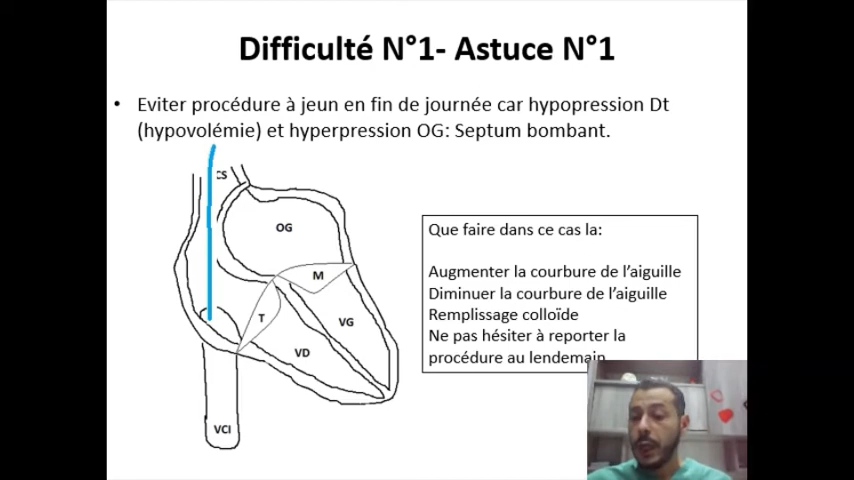 Difficulté N°1- Astuce N°1
• Eviter procédure à jeun en fin de journée car hypopression Dt
(hypovolémie) et hyperpression OG: Septum bombant.
CS
OG
M
T
VG
VD
VCI
Que faire dans ce cas la:
Augmenter la courbure de l’aiguille
Diminuer la courbure de l’aiguille
Remplissage colloïde
Ne pas hésiter à reporter la
procédure au lendemain